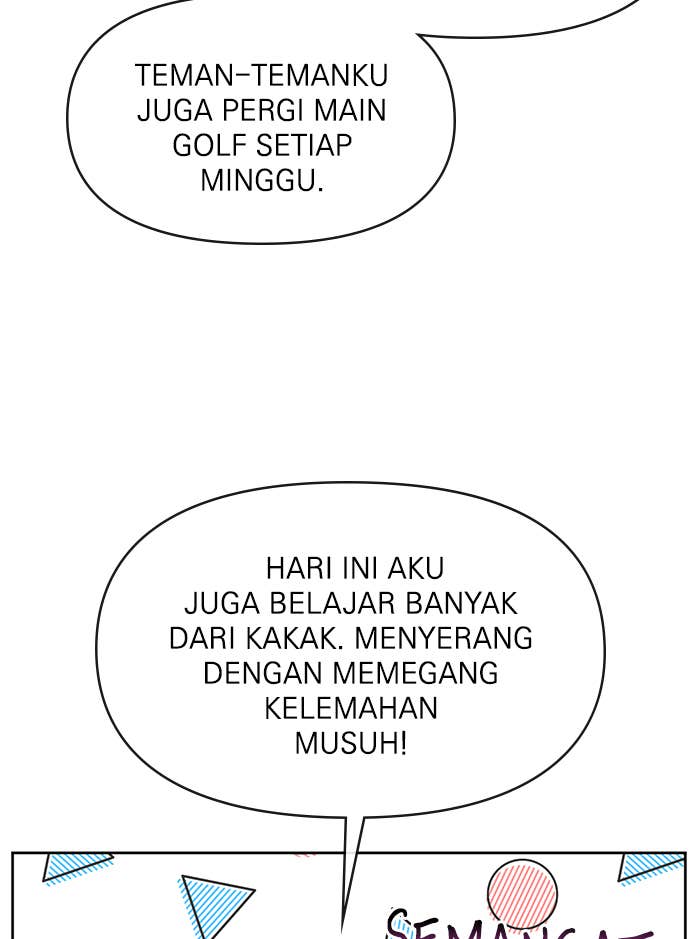 TEMAN-TEMANKU
JUGA PERGI MAIN
GOLF SETIAP
MINGGU.
HARI INI AKU
JUGA BELAJAR BANYAK
DARI KAKAK. MENYERANG
DENGAN MEMEGANG
KELEMAHAN
MUSUH!
SEMANGAT